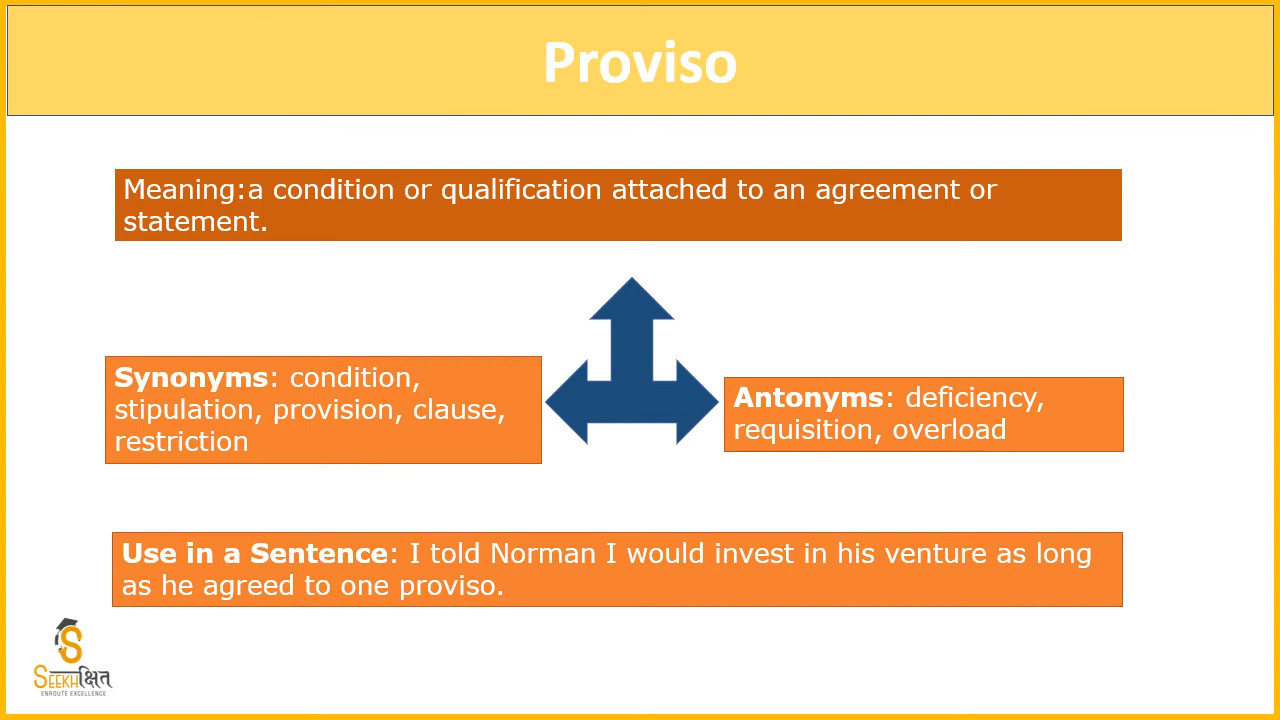 Proviso
Meaning:a condition or qualification attached to an agreement or
statement.
Synonyms: condition,
stipulation, provision, clause,
restriction
Antonyms: deficiency,
requisition, overload
Use in a Sentence: I told Norman I would invest in his venture as long
as he agreed to one proviso.
S
SEEKHक्षित
ENROUTE EXCELLENCE